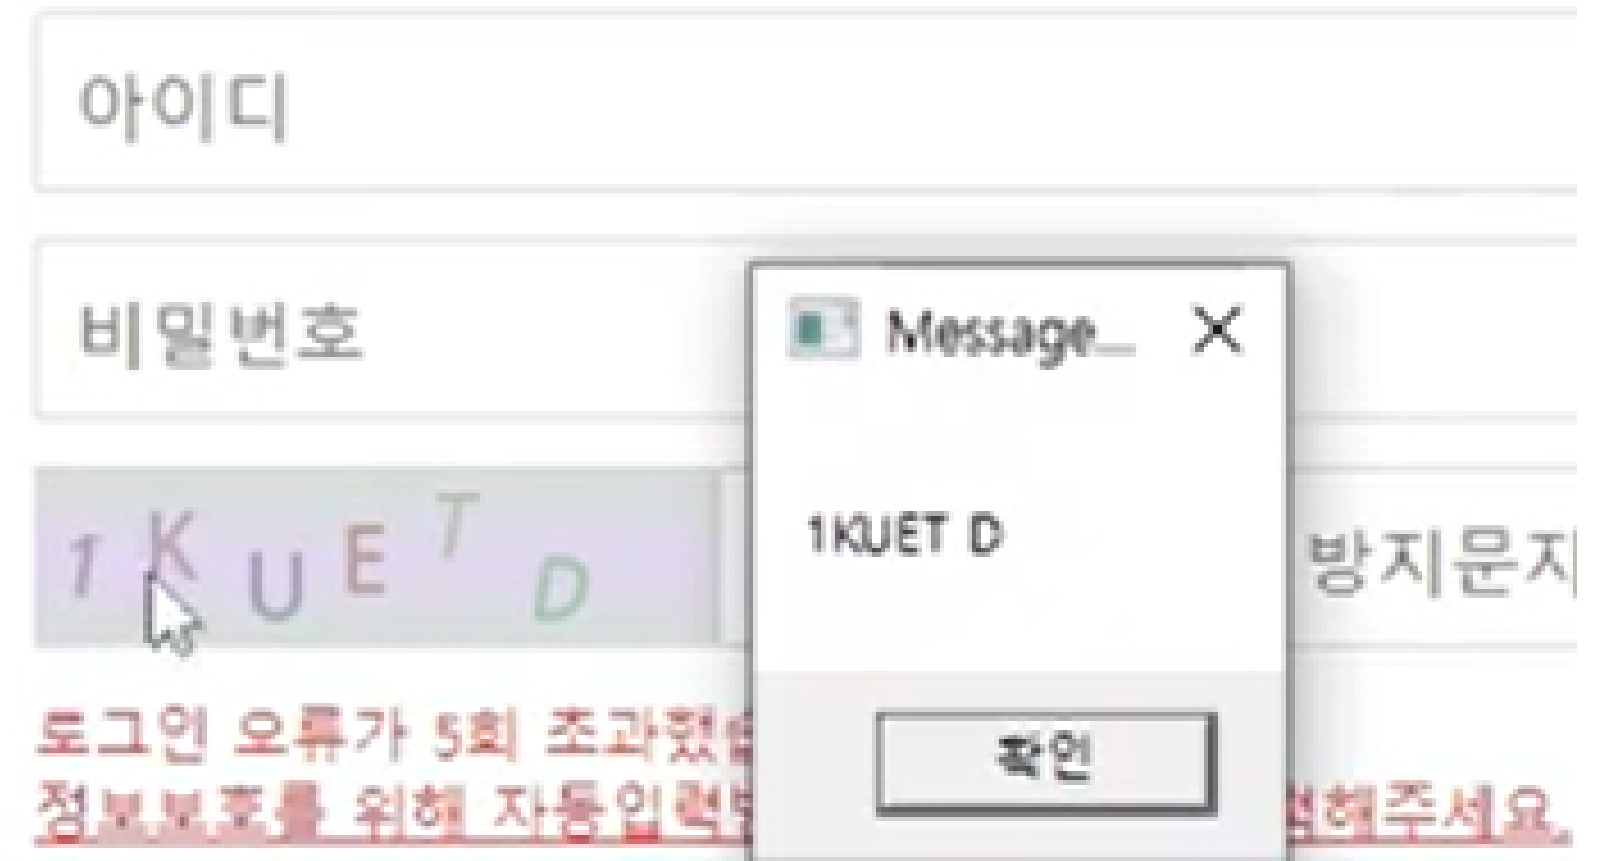 아이디
비밀번호
Message...
1KUET D
1KUETD
방지문자
확인
로그인 오류가 5회 초과했습
정보보호를 위해 자동입력
해주세요.